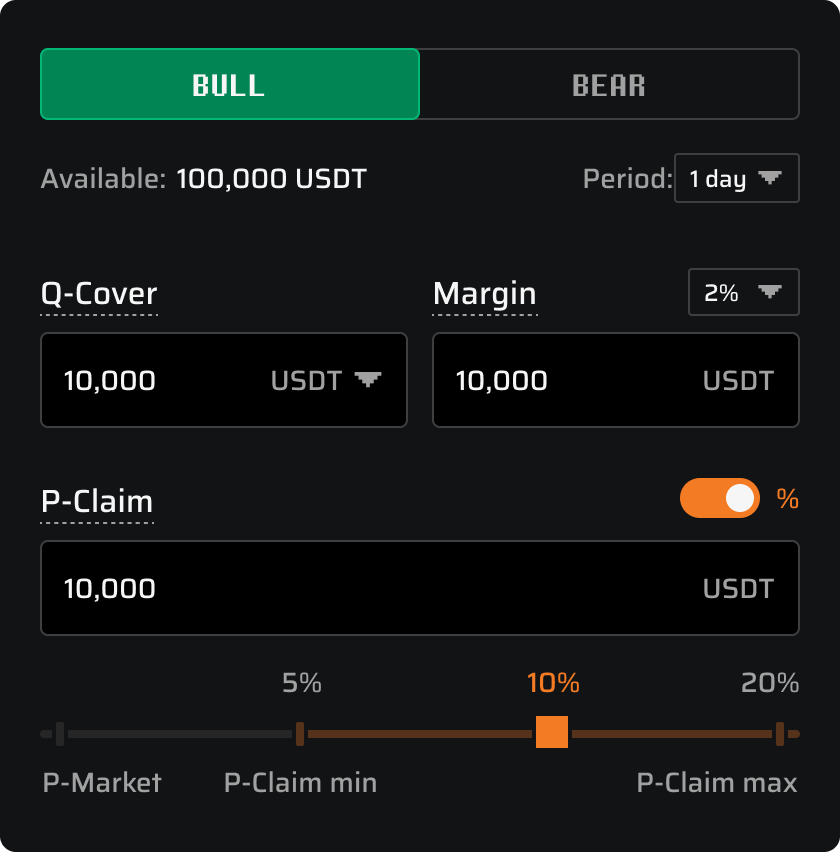 BULL BEAR
Available: 100,000 USDT Period: 1 day
Q-Cover Margin 2%
10,000 USDT 10,000 USDT
P-Claim %
10,000 USDT
5% 10% 20%
P-Market P-Claim min P-Claim max